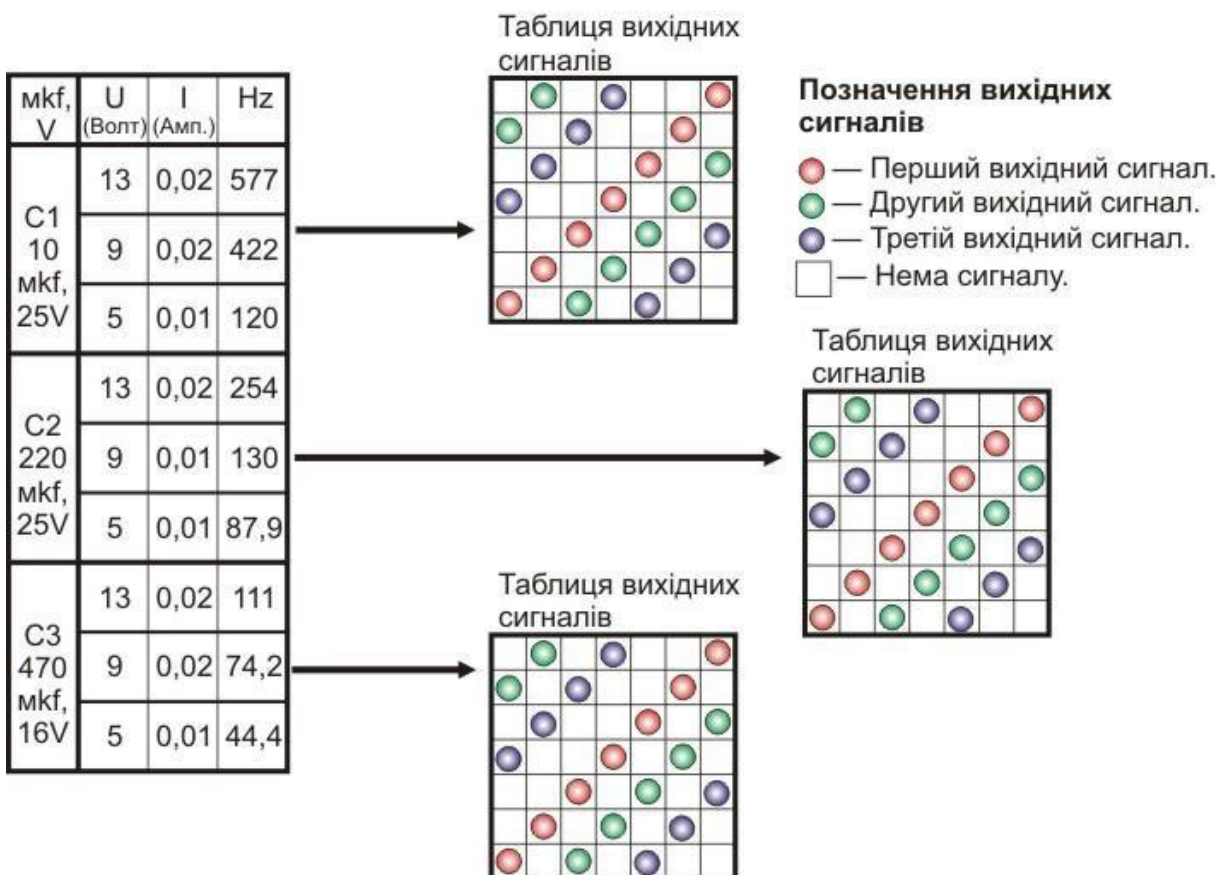 Таблиця вихідних
сигналів
мkf, V
U (Волт)
I (Амп.)
Hz
C1 10 мkf, 25V
13 0,02 577
9 0,02 422
5 0,01 120
C2 220 мkf, 25V
13 0,02 254
9 0,01 130
5 0,01 87,9
C3 470 мkf, 16V
13 0,02 111
9 0,02 74,2
5 0,01 44,4
Позначення вихідних
сигналів
— Перший вихідний сигнал.
— Другий вихідний сигнал.
— Третій вихідний сигнал.
— Нема сигналу.
Таблиця вихідних
сигналів
Таблиця вихідних
сигналів